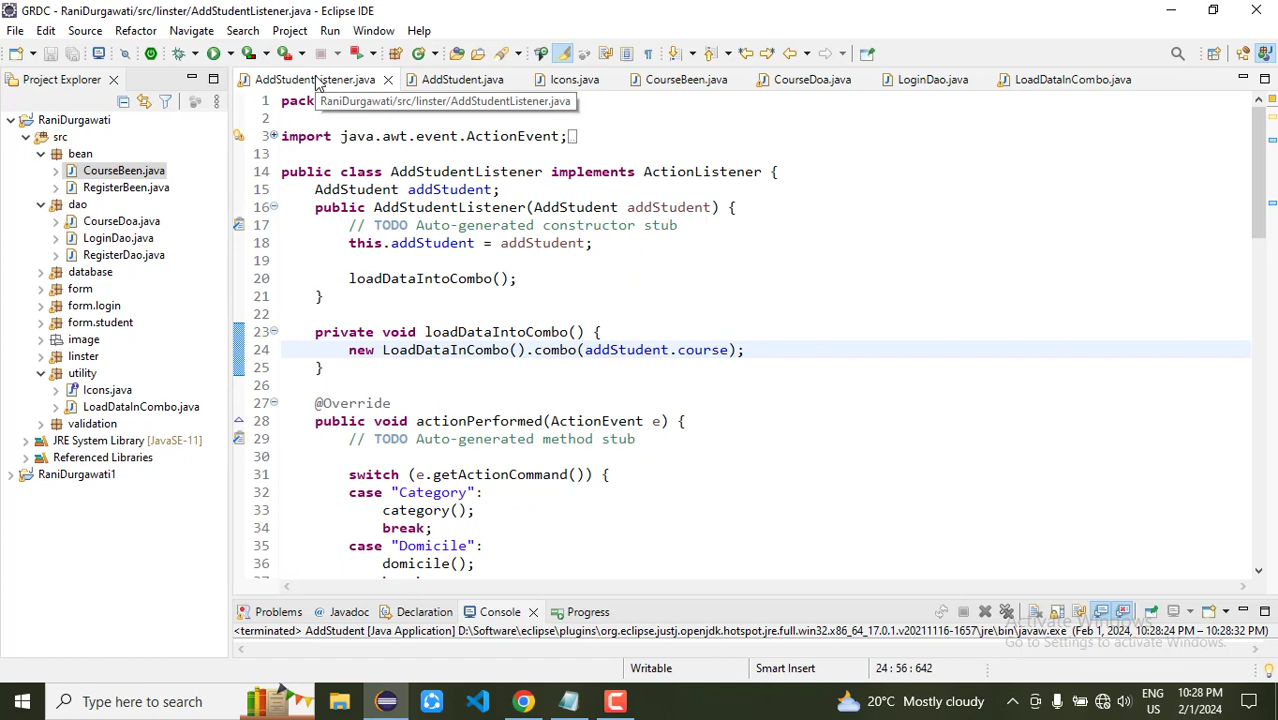 GRDC - RaniDurgawati/src/linster/AddStudentListener.java - Eclipse IDE
File Edit Source Refactor Navigate Search Project Run Window Help
Project Explorer
AddStudentListener.java AddStudent.java Icons.java CourseBeen.java CourseDoa.java LoginDao.java LoadDataInCombo.java
RaniDurgawati/src/linster/AddStudentListener.java
RaniDurgawati
src
bean
CourseBeen.java
RegisterBeen.java
dao
CourseDoa.java
LoginDao.java
RegisterDao.java
database
form
form.login
form.student
image
linster
utility
Icons.java
LoadDataInCombo.java
validation
JRE System Library [JavaSE-11]
Referenced Libraries
RaniDurgawati1
1 pack
2
3 import java.awt.event.ActionEvent;
13
14 public class AddStudentListener implements ActionListener {
15 AddStudent addStudent;
16 public AddStudentListener(AddStudent addStudent) {
17 // TODO Auto-generated constructor stub
18 this.addStudent = addStudent;
20 loadDataIntoCombo();
21 }
22
23 private void loadDataIntoCombo() {
24 new LoadDataInCombo().combo(addStudent.course);
25 }
26
27 @Override
28 public void actionPerformed(ActionEvent e) {
29 // TODO Auto-generated method stub
30
31 switch (e.getActionCommand()) {
32 case "Category":
33 category();
34 break;
35 case "Domicile":
36 domicile();
Problems Javadoc Declaration Console Progress
<terminated> AddStudent [Java Application] D:\Software\eclipse\plugins\org.eclipse.justj.openjdk.hotspot.jre.full.win32.x86_64_17.0.1.v20211116-1657\jre\bin\javaw.exe (Feb 1, 2024, 10:28:24 PM – 10:28:32 PM)
Activate Windows
Go to Settings to activate Windows.
Writable Smart Insert 24 : 56 : 642
Type here to search
20°C Mostly cloudy
ENG
US
10:28 PM
2/1/2024